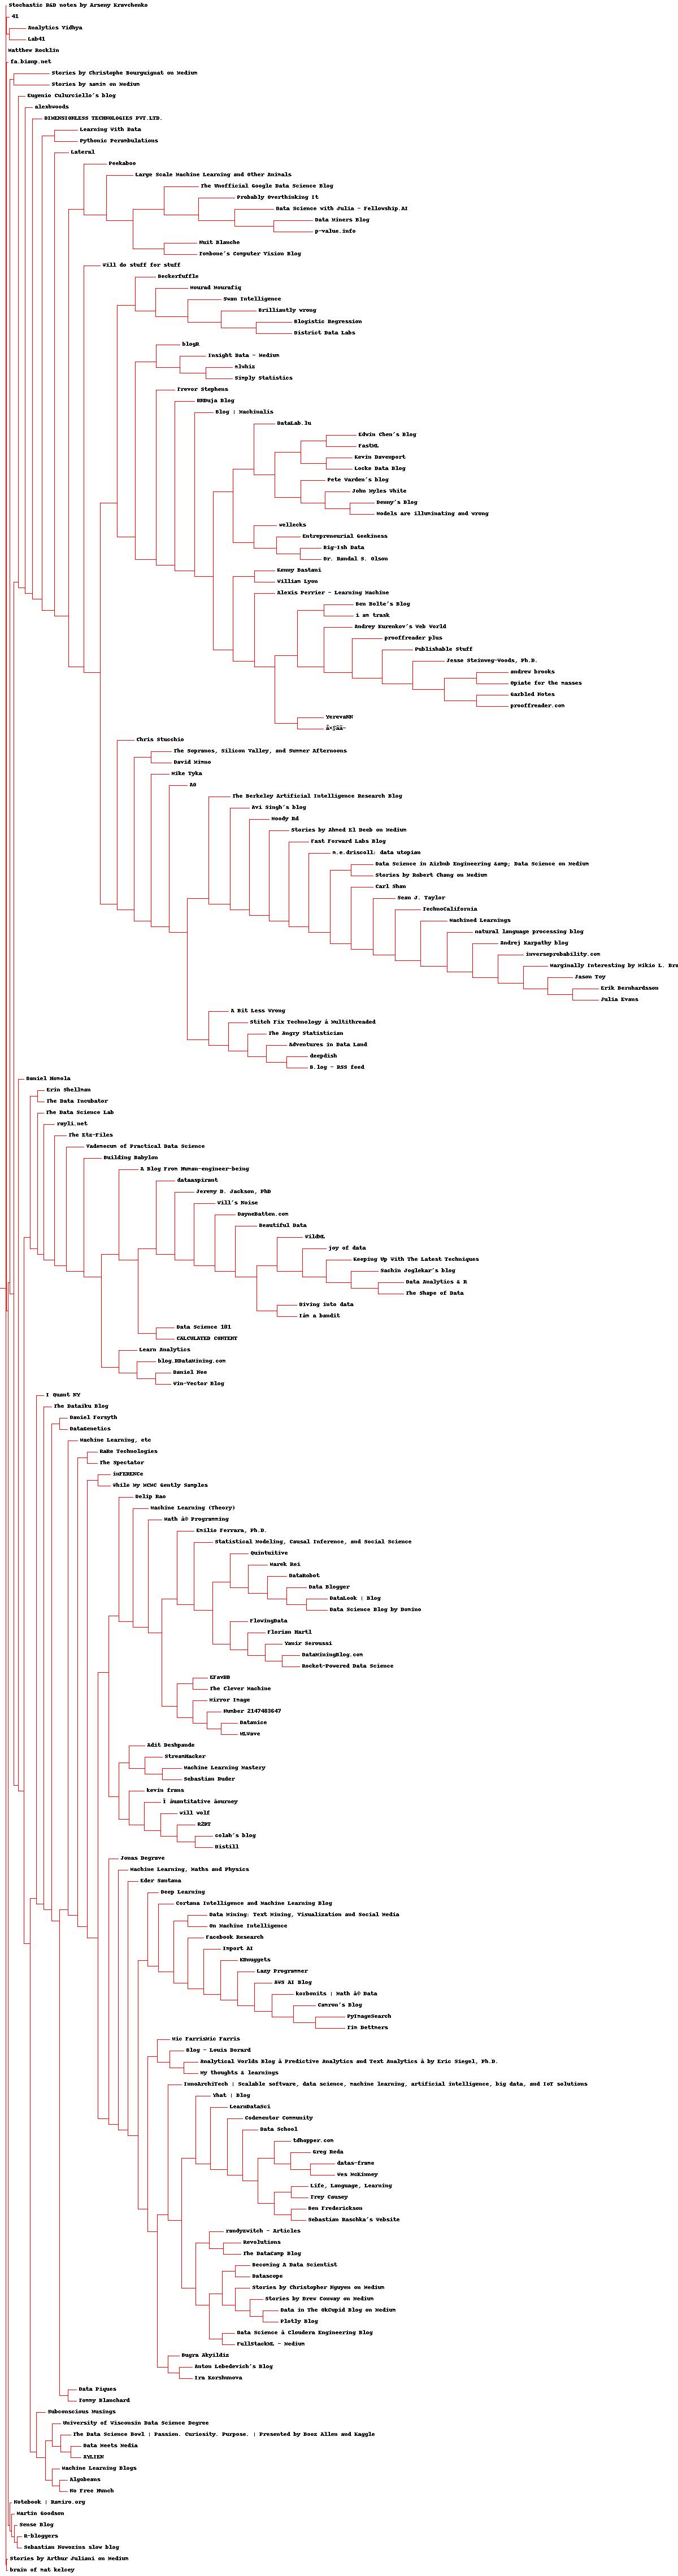 Stochastic R&D notes by Arseny Kravchenko
41
Analytics Vidhya
Lab41
Matthew Rocklin
fa.bianp.net
Stories by Christophe Bourguignat on Medium
Stories by samim on Medium
Eugenio Culurciello's blog
alexhwoods
DIMENSIONLESS TECHNOLOGIES PVT.LTD.
Learning With Data
Pythonic Perambulations
Lateral
Peekaboo
Large Scale Machine Learning and Other Animals
The Unofficial Google Data Science Blog
Probably Overthinking It
Data Science with Julia - Fellowship.AI
Data Miners Blog
p-value.info
Nuit Blanche
Tombone's Computer Vision Blog
Will do stuff for stuff
Beckerfuffle
Mourad Mourafiq
Swan Intelligence
Brilliantly wrong
Blogistic Regression
District Data Labs
blogR
Insight Data - Medium
mlwhiz
Simply Statistics
Trevor Stephens
NRDuja Blog
Blog | Machinalis
DataLab.lu
Edwin Chen's Blog
FastML
Kevin Davenport
Locke Data Blog
Pete Warden's blog
John Myles White
Denny's Blog
Models are illuminating and wrong
Wellecks
Entrepreneurial Geekiness
Big-Ish Data
Dr. Randal S. Olson
Kenny Bastani
William Lyon
Alexis Perrier - Learning Machine
Ben Bolte's Blog
i am trask
Andrey Kurenkov's Web World
proofreader plus
Publishable Stuff
Jesse Steinweg-Woods, Ph.D.
andrew brooks
Opiate for the masses
Garbled Notes
prooffreader.com
YerevaNN
Chris Stucchio
The Sopranos, Silicon Valley, and Summer Afternoons
David Mimno
Mike Tyka
AO
The Berkeley Artificial Intelligence Research Blog
Avi Singh's blog
Moody Rd
Stories by Ahmed El Deeb on Medium
Fast Forward Labs Blog
m.e.driscoll: data utopian
Data Science in Airbnb Engineering &amp; Data Science on Medium
Stories by Robert Chang on Medium
Carl Shan
Sean J. Taylor
TechnoCalifornia
Machined Learnings
natural language processing blog
Andrej Karpathy blog
inverseprobability.com
Marginally Interesting by Mikio L. Bra
Jason Toy
Erik Bernhardsson
Julia Evans
A Bit Less Wrong
Stitch Fix Technology â Multithreaded
The Angry Statistician
Adventures in Data Land
deepdish
B.log - RSS feed
Daniel Homola
Erin Shellman
The Data Incubator
The Data Science Lab
ruyli.net
The Etz-Files
Vademecum of Practical Data Science
Building Babylon
A Blog From Human-engineer-being
dataaspirant
Jeremy D. Jackson, PhD
Will's Noise
DayneBatten.com
Beautiful Data
WildML
joy of data
Keeping Up With The Latest Techniques
Sachin Joglekar's blog
Data Analytics & R
The Shape of Data
Diving into data
Iâm a bandit
Data Science 101
CALCULATED CONTENT
Learn Analytics
blog.RDataMining.com
Daniel Nee
Win-Vector Blog
I Quant NY
The Dataiku Blog
Daniel Forsyth
DataGenetics
Machine Learning, etc
RaRe Technologies
The Spectator
inFERENCe
While My MCMC Gently Samples
Delip Rao
Machine Learning (Theory)
Math â© Programming
Emilio Ferrara, Ph.D.
Statistical Modeling, Causal Inference, and Social Science
Quintuitive
Marek Rei
DataRobot
Data Blogger
DataLook | Blog
Data Science Blog by Domino
FlowingData
Florian Hartl
Yanir Seroussi
DataMiningBlog.com
Rocket-Powered Data Science
EFavDB
The Clever Machine
Mirror Image
Number 2147483647
Datanice
MLWave
Adit Deshpande
StreamHacker
Machine Learning Mastery
Sebastian Ruder
kevin frans
will wolf
RZRT
colah's blog
Distill
Jonas Degrave
Machine Learning, Maths and Physics
Eder Santana
Deep Learning
Cortana Intelligence and Machine Learning Blog
Data Mining: Text Mining, Visualization and Social Media
On Machine Intelligence
Facebook Research
Import AI
KDnuggets
Lazy Programmer
AWS AI Blog
korbonits | Math â© Data
Camron's Blog
PyImageSearch
Tim Dettmers
Nic FarrisNic Farris
Blog - Louis Dorard
Analytical Worlds Blog â Predictive Analytics and Text Analytics â by Eric Siegel, Ph.D.
My thoughts & learnings
InnoArchiTech | Scalable software, data science, machine learning, artificial intelligence, big data, and IoT solutions
Yhat | Blog
LearnDataSci
Codementor Community
Data School
tdhopper.com
Greg Reda
datas-frame
Wes McKinney
Life, Language, Learning
Trey Causey
Ben Frederickson
Sebastian Raschka's Website
randyzwitch - Articles
Revolutions
The DataCamp Blog
Becoming A Data Scientist
Datascope
Stories by Christopher Nguyen on Medium
Stories by Drew Conway on Medium
Data in The OkCupid Blog on Medium
Plotly Blog
Data Science â Cloudera Engineering Blog
FullStackML - Medium
Bugra Akyildiz
Anton Lebedevich's Blog
Ira Korshunova
Data Piques
Tommy Blanchard
Subconscious Musings
University of Wisconsin Data Science Degree
The Data Science Bowl | Passion. Curiosity. Purpose. | Presented by Booz Allen and Kaggle
Data Meets Media
AYLIEN
Machine Learning Blogs
Algobeans
No Free Hunch
Notebook | Ramiro.org
Martin Goodson
Sense Blog
R-bloggers
Sebastian Nowozins slow blog
Stories by Arthur Juliani on Medium
brain of mat kelcey